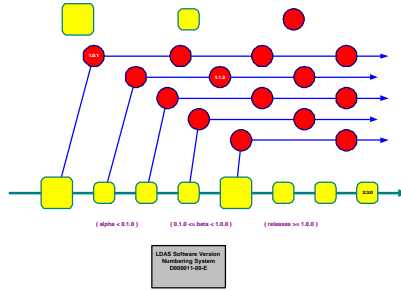 1.0.1
1.1.2
2.3.0
( alpha < 0.1.0 ) ( 0.1.0 <= beta < 1.0.0 ) ( releases >= 1.0.0 )
LDAS Software Version
Numbering System
D000011-00-E